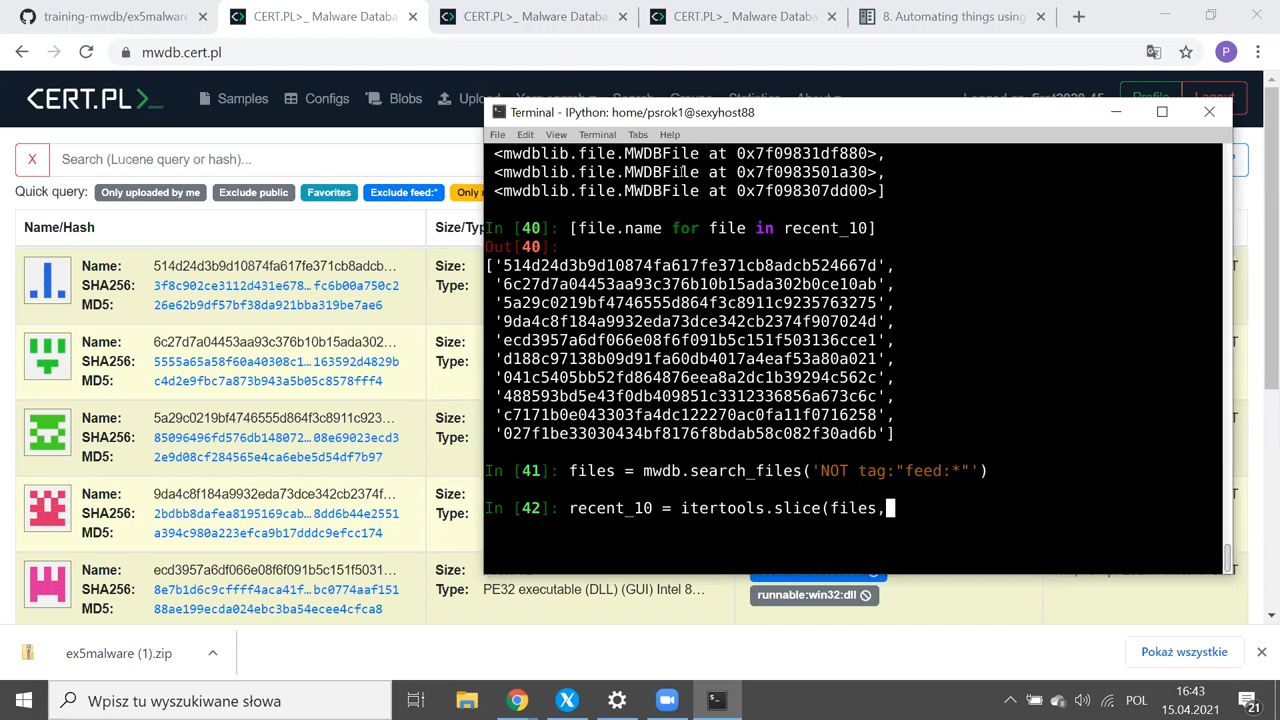 training-mwdb/ex5malware
CERT.PL>_ Malware Datab
CERT.PL>_ Malware Datab
CERT.PL>_ Malware Datab
8. Automating things using
mwdb.cert.pl
P
CERT.PL>_
Samples
Configs
Blobs
Profile
X
Search (Lucene query or hash)...
Quick query:
Only uploaded by me
Exclude public
Favorites
Exclude feed:*
Name/Hash
Size/Typ
Name: 514d24d3b9d10874fa617fe371cb8adcb…
SHA256: 3f8c902ce3112d431e678…fc6b00a750c2
MD5: 26e62b9df57bf38da921bba319be7ae6
Size:
Type:
Name: 6c27d7a04453aa93c376b10b15ada302…
SHA256: 5555a65a58f60a40308c1…163592d4829b
MD5: c4d2e9fbc7a873b943a5b05c8578fff4
Size:
Type:
Name: 5a29c0219bf4746555d864f3c8911c923…
SHA256: 85096496fd576db148072…08e69023ecd3
MD5: 2e9d08cf284565e4ca6ebe5d54df7b97
Size:
Type:
Name: 9da4c8f184a9932eda73dce342cb2374f…
SHA256: 2bdbb8dafea8195169cab…8dd6b44e2551
MD5: a394c980a223efca9b17dddc9efcc174
Size:
Type:
Name: ecd3957a6df066e08f6f091b5c151f5031…
SHA256: 8e7b1d6c9cffff4aca41f…bc0774aaf151
MD5: 88ae199ecda024ebc3ba54ecee4cfca8
Size:
Type: PE32 executable (DLL) (GUI) Intel 8…
runnable:win32:dll
Terminal - IPython: home/psrok1@sexyhost88
File Edit View Terminal Tabs Help
<mwdblib.file.MWDBFile at 0x7f09831df880>,
<mwdblib.file.MWDBFile at 0x7f0983501a30>,
<mwdblib.file.MWDBFile at 0x7f098307dd00>]
In [40]: [file.name for file in recent_10]
Out[40]:
['514d24d3b9d10874fa617fe371cb8adcb524667d',
'6c27d7a04453aa93c376b10b15ada302b0ce10ab',
'5a29c0219bf4746555d864f3c8911c9235763275',
'9da4c8f184a9932eda73dce342cb2374f907024d',
'ecd3957a6df066e08f6f091b5c151f503136cce1',
'd188c97138b09d91fa60db4017a4eaf53a80a021',
'041c5405bb52fd864876eea8a2dc1b39294c562c',
'488593bd5e43f0db409851c3312336856a673c6c',
'c7171b0e043303fa4dc122270ac0fa11f0716258',
'027f1be33030434bf8176f8bdab58c082f30ad6b']
In [41]: files = mwdb.search_files('NOT tag:"feed:*"')
In [42]: recent_10 = itertools.slice(files,
ex5malware (1).zip
Pokaż wszystkie
Wpisz tu wyszukiwane słowa
POL
16:43
15.04.2021
21